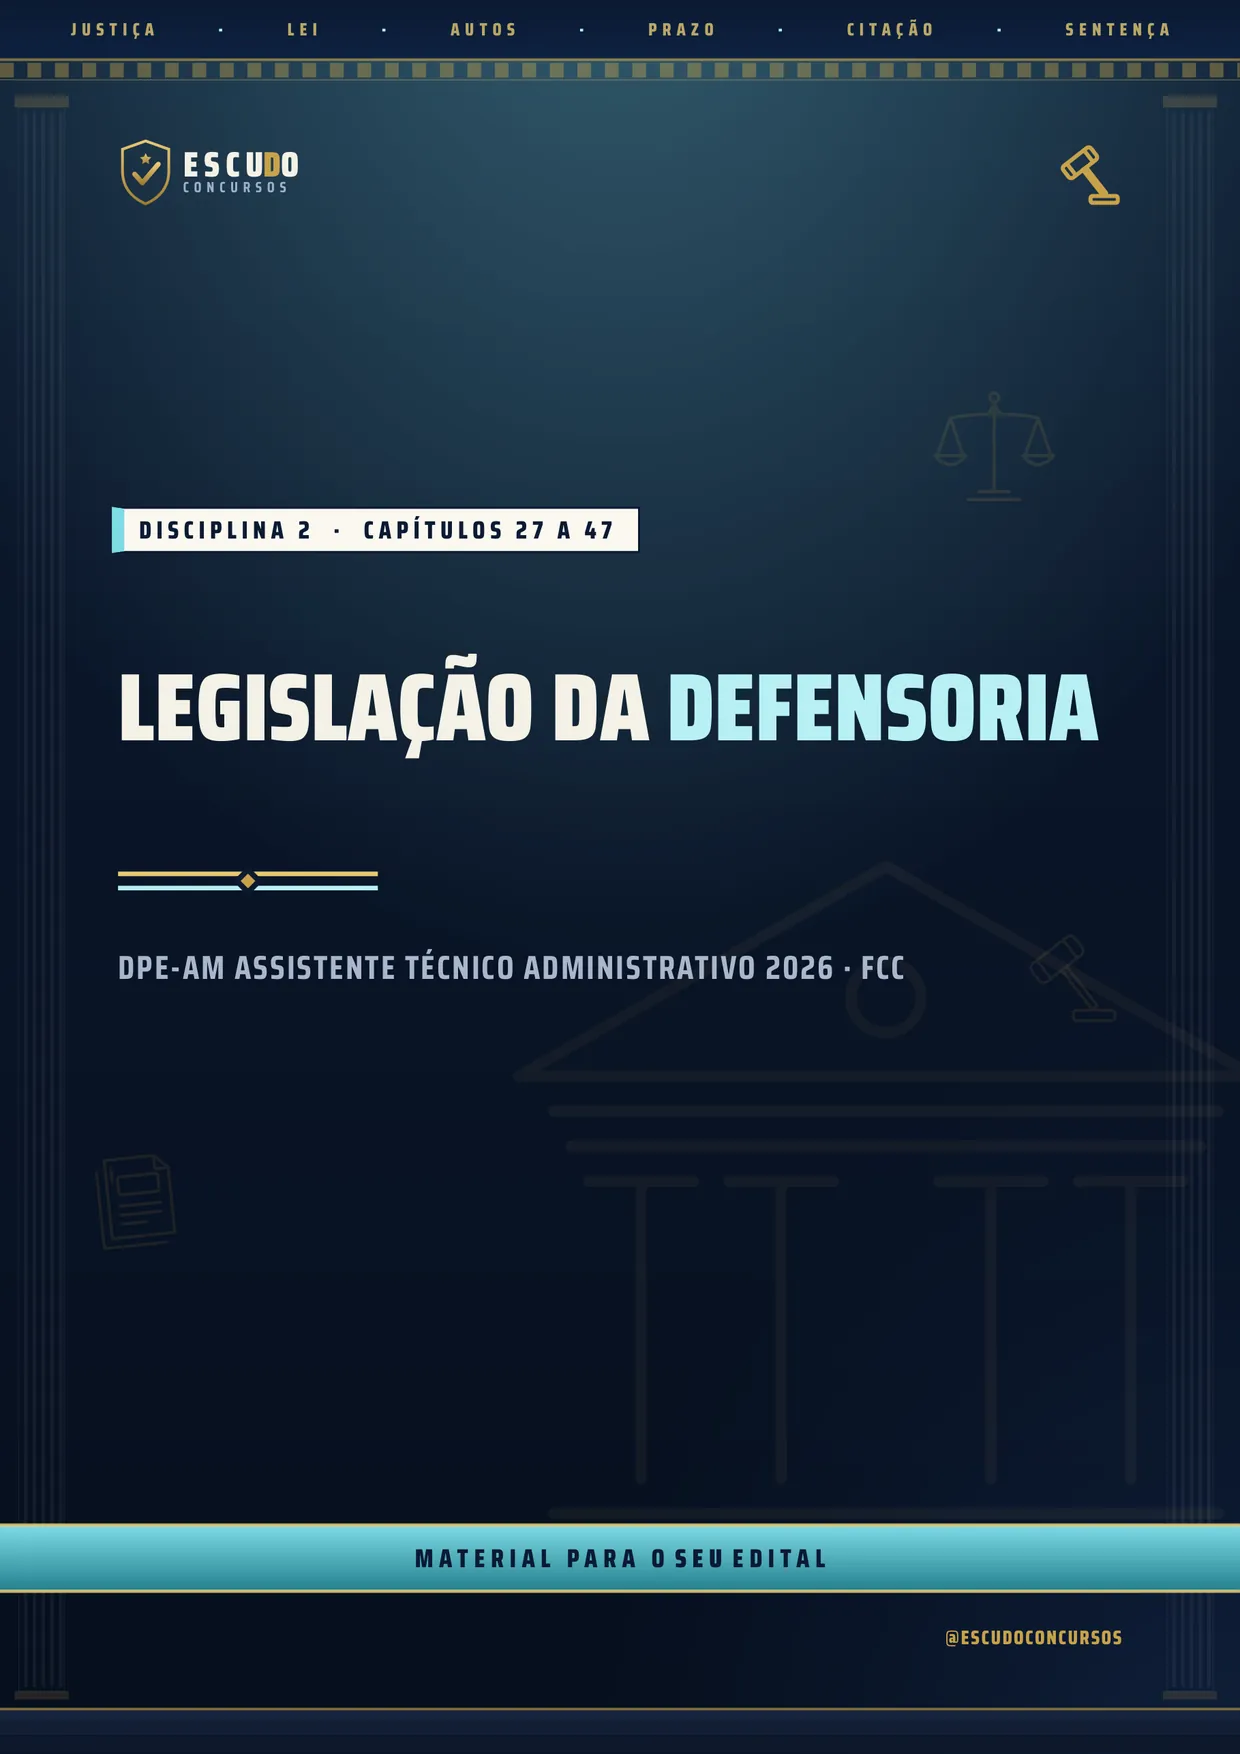 JUSTIÇA · LEI · AUTOS · PRAZO · CITAÇÃO · SENTENÇA
ESCUDO
CONCURSOS
DISCIPLINA 2 · CAPÍTULOS 27 A 47
LEGISLAÇÃO DA DEFENSORIA
DPE-AM ASSISTENTE TÉCNICO ADMINISTRATIVO 2026 · FCC
MATERIAL PARA O SEU EDITAL
@ESCUDOCONCURSOS